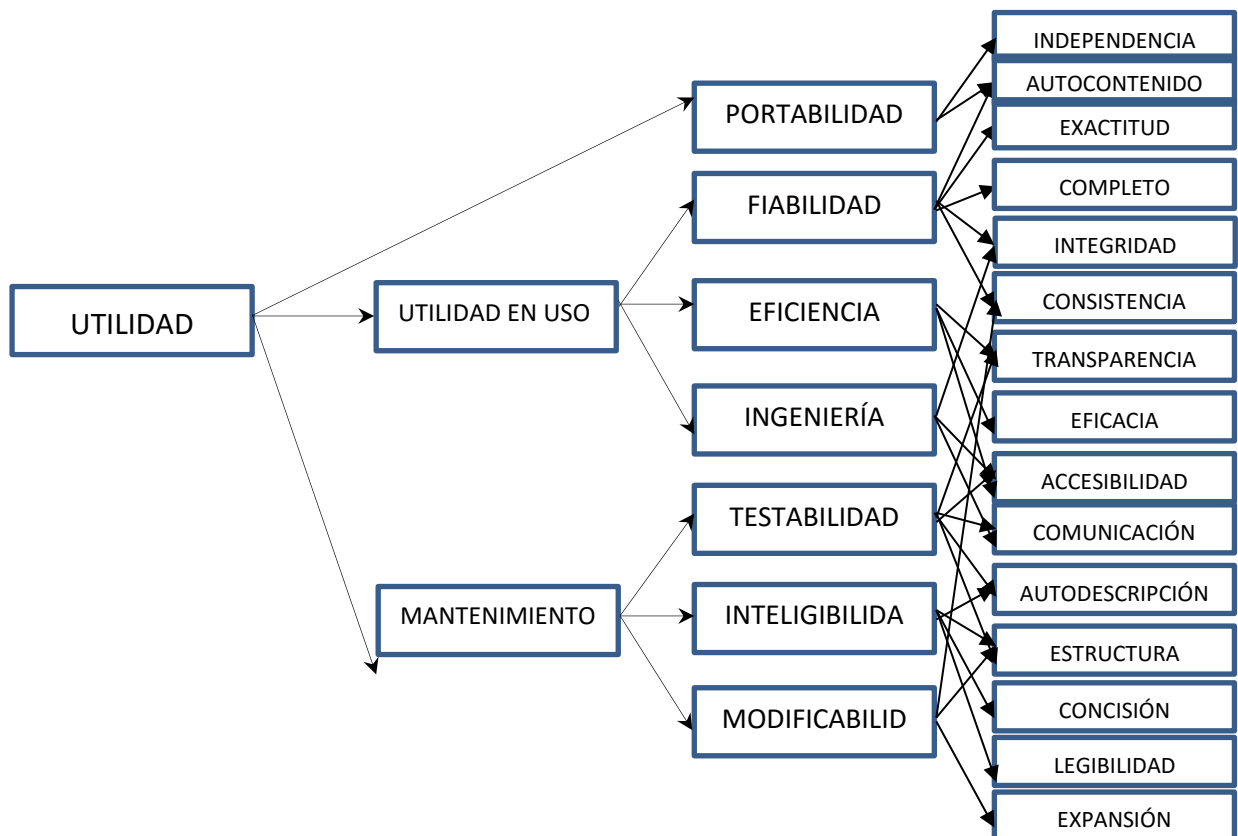 UTILIDAD
UTILIDAD EN USO
MANTENIMIENTO
PORTABILIDAD
FIABILIDAD
EFICIENCIA
INGENIERÍA
TESTABILIDAD
INTELIGIBILIDA
MODIFICABILID
INDEPENDENCIA
AUTOCONTENIDO
EXACTITUD
COMPLETO
INTEGRIDAD
CONSISTENCIA
TRANSPARENCIA
EFICACIA
ACCESIBILIDAD
COMUNICACIÓN
AUTODESCRIPCIÓN
ESTRUCTURA
CONCISIÓN
LEGIBILIDAD
EXPANSIÓN